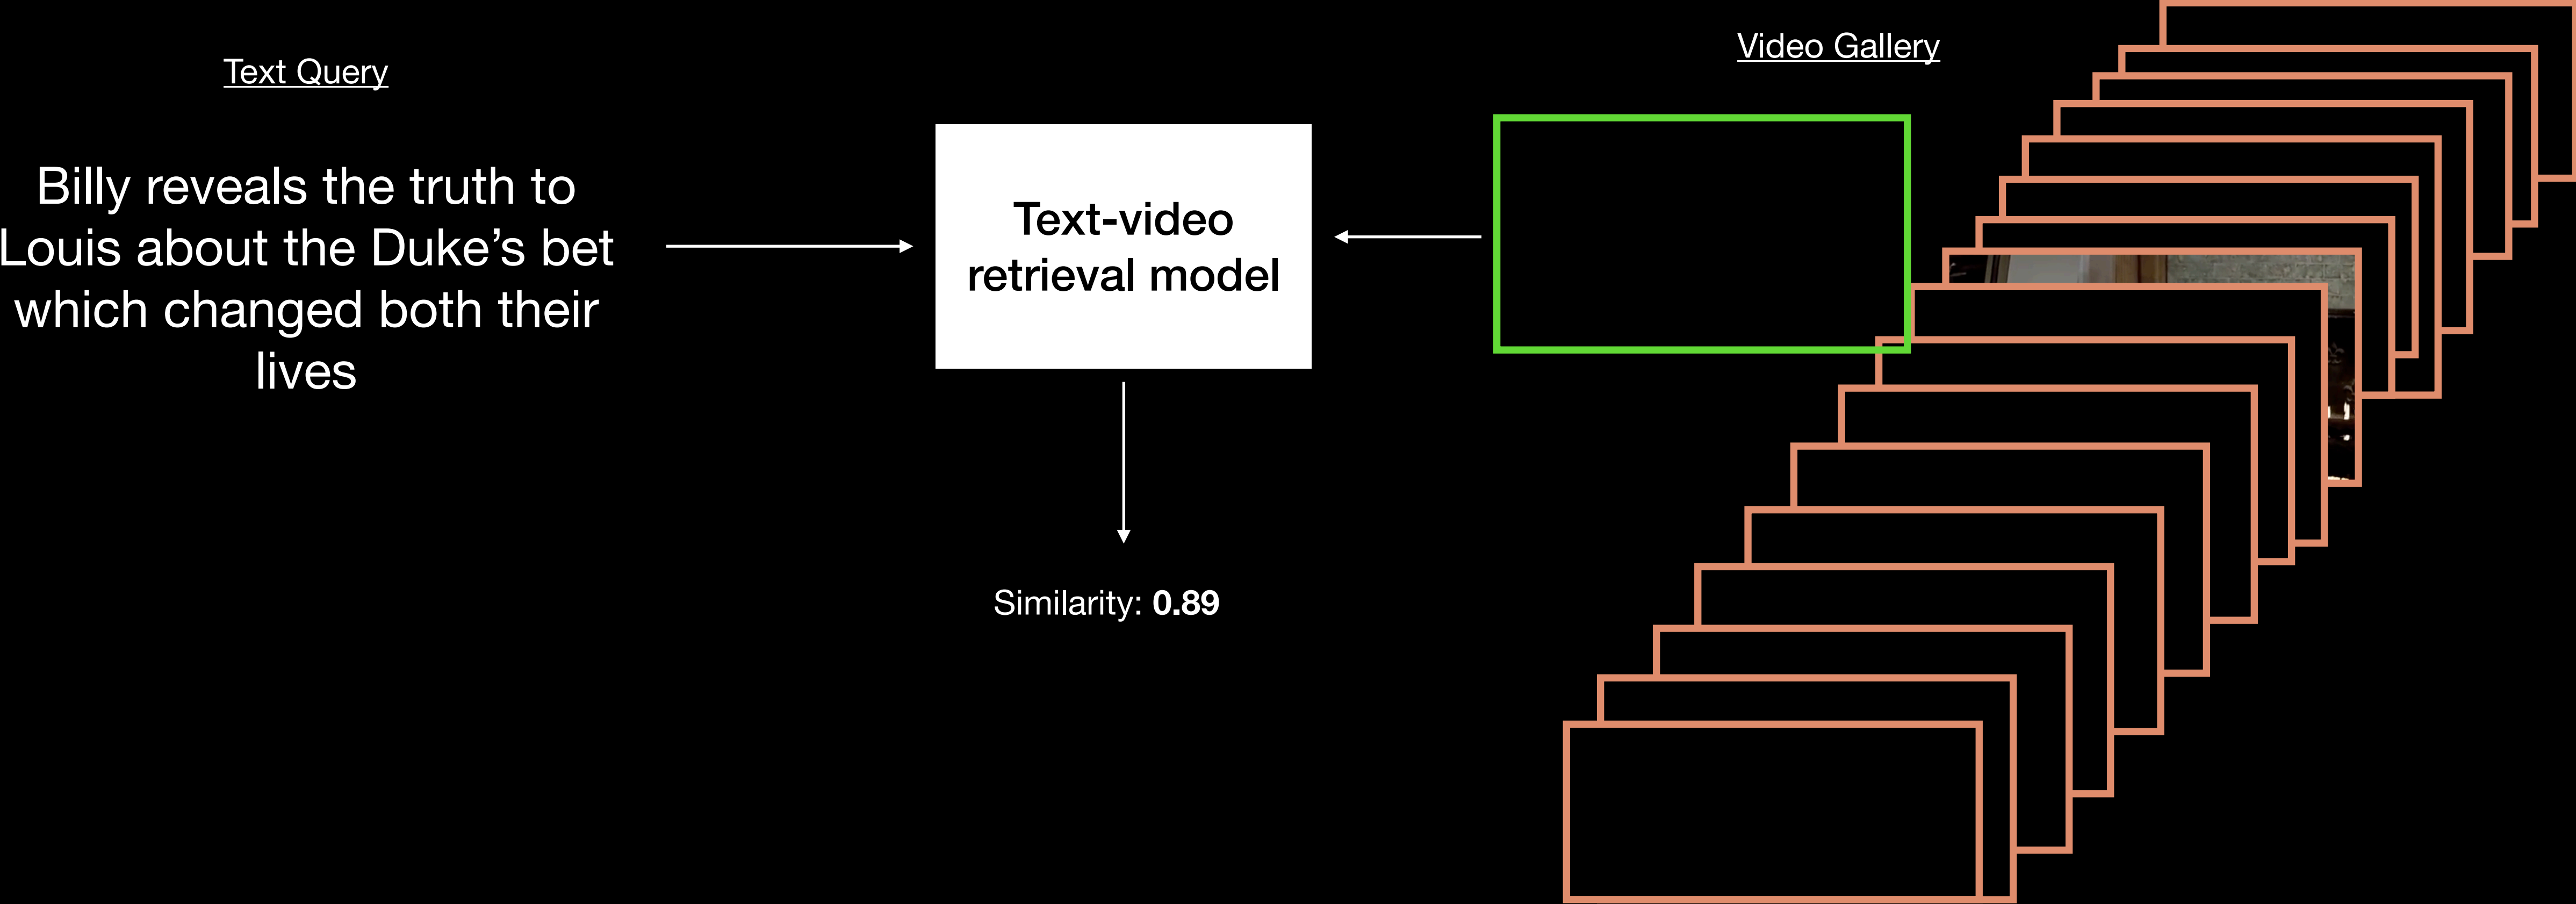 Text Query
Billy reveals the truth to
Louis about the Duke’s bet
which changed both their
lives
Text-video
retrieval model
Similarity: 0.89
Video Gallery